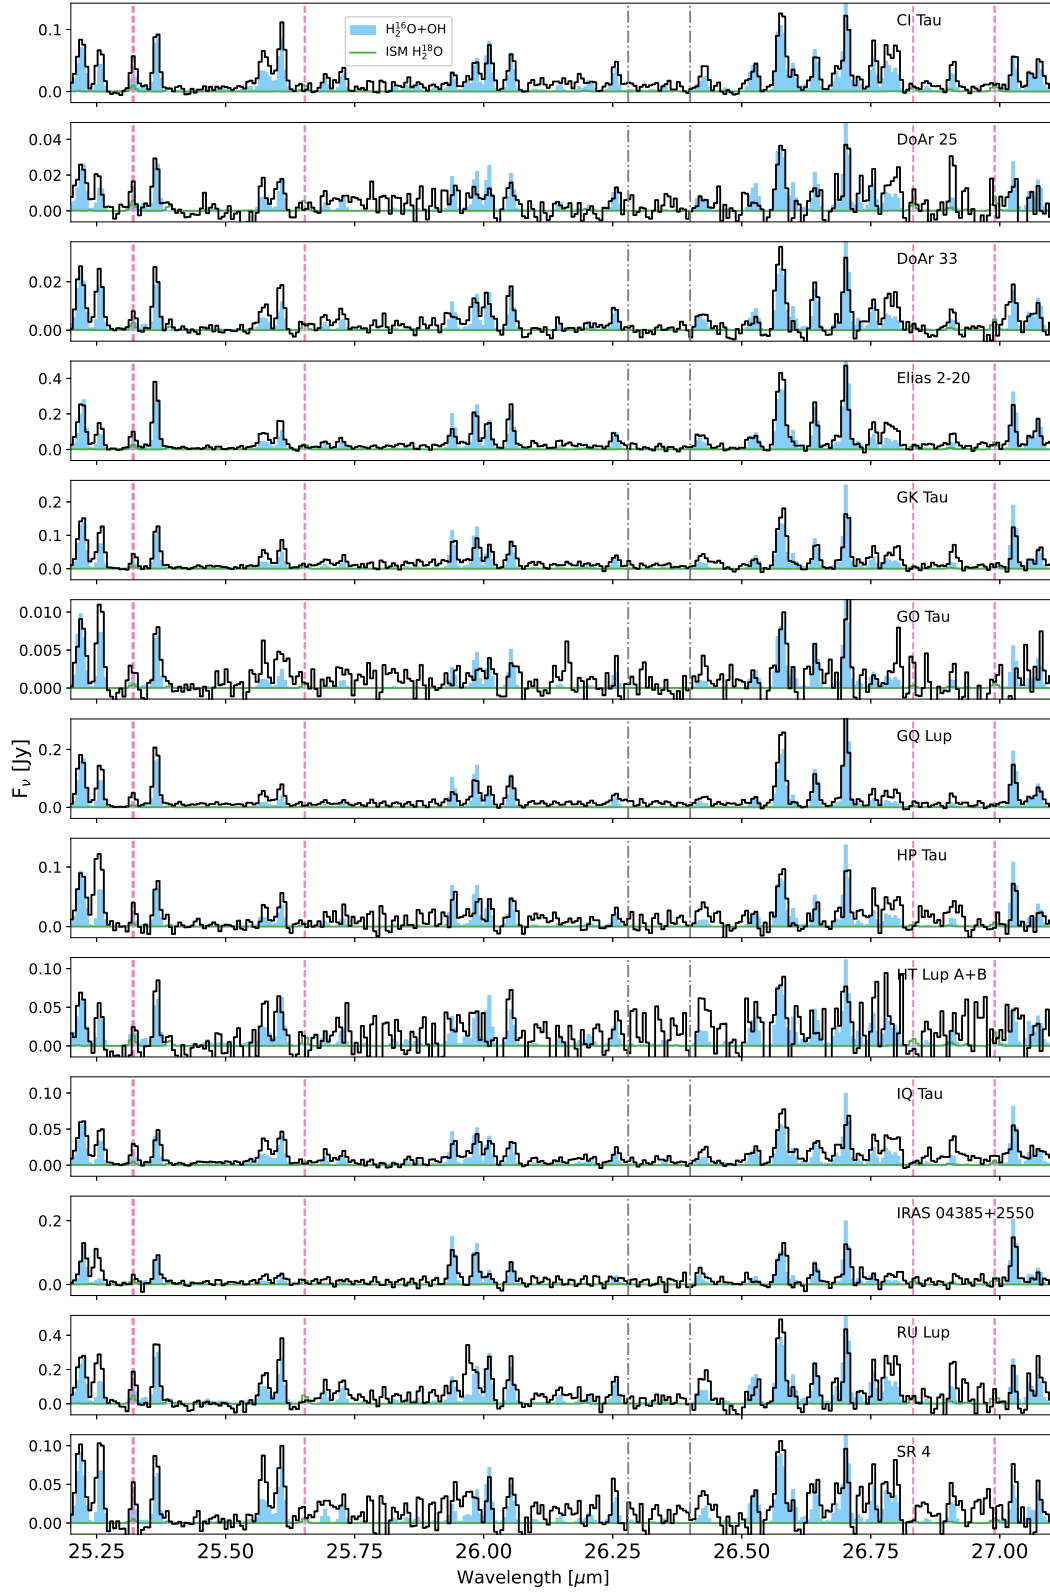 H₂¹⁶O+OH
ISM H₂¹⁸O
CI Tau
0.1
0.0
DoAr 25
0.04
0.02
0.00
DoAr 33
0.02
0.00
Elias 2-20
0.4
0.2
0.0
GK Tau
0.2
0.1
0.0
GO Tau
0.010
0.005
0.000
GQ Lup
0.2
0.0
HP Tau
0.1
0.0
HT Lup A+B
0.10
0.05
0.00
IQ Tau
0.10
0.05
0.00
IRAS 04385+2550
0.2
0.0
RU Lup
0.4
0.2
0.0
SR 4
0.10
0.05
0.00
Fν [Jy]
25.25 25.50 25.75 26.00 26.25 26.50 26.75 27.00
Wavelength [μm]